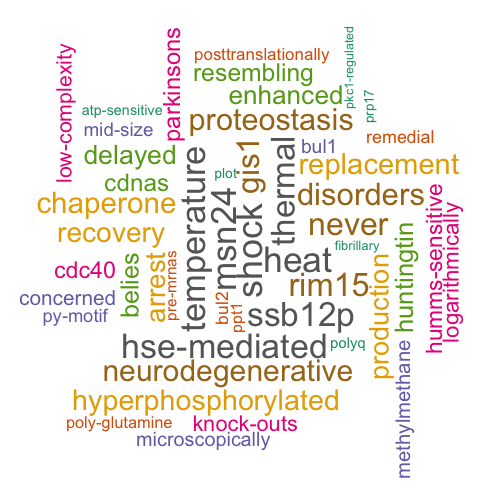 posttranslationally
resembling
enhanced
pkc1-regulated
prp17
low-complexity
parkinsons
atp-sensitive
mid-size
proteostasis
remedial
delayed
cdnas
bul1
replacement
plot
gis1
thermal
chaperone
disorders
temperature
msn24
shock
never
recovery
fibrillary
humms-sensitive
logarithmically
cdc40
belies
arrest
pre-mrnas
heat
rim15
production
huntingtin
concerned
py-motif
bul2
ppt1
ssb12p
hse-mediated
polyq
neurodegenerative
methylmethane
hyperphosphorylated
poly-glutamine
knock-outs
microscopically